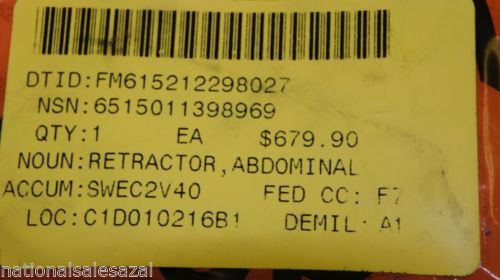 DTID:FM615212298027
NSN:6515011398969
QTY:1 EA $679.90
NOUN:RETRACTOR,ABDOMINAL
ACCUM:SWEC2V40 FED CC: F7
LOC:C1D010216B1 DEMIL: A1
nationalsalesazal